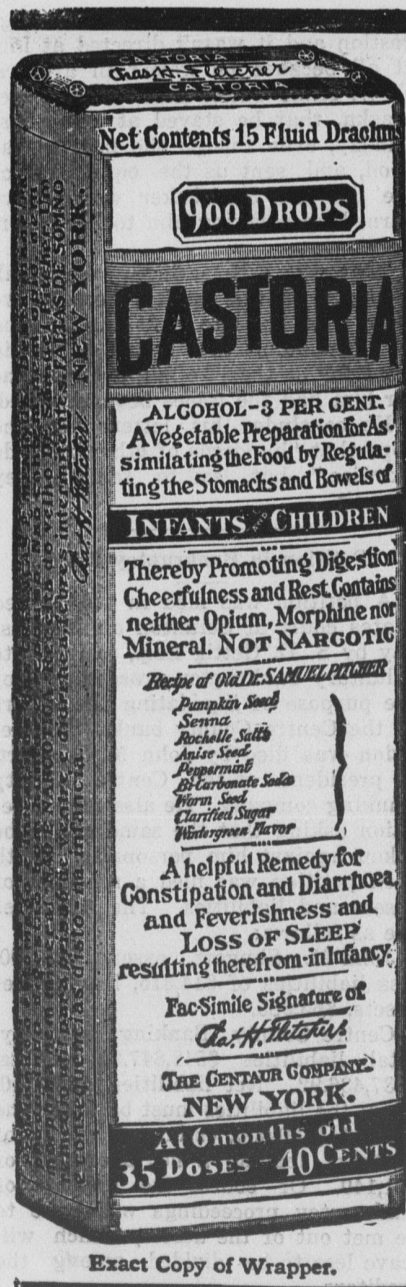 CASTORIA
Chas H. Fletcher
CASTORIA
Net Contents 15 Fluid Drachms
900 DROPS
CASTORIA
ALCOHOL-3 PER CENT.
AVegetable Preparation for As-
similating the Food by Regula-
ting the Stomachs and Bowels of
INFANTS AND CHILDREN
Thereby Promoting Digestion
Cheerfulness and Rest. Contains
neither Opium, Morphine nor
Mineral. NOT NARCOTIC
Recipe of Old Dr. SAMUEL PITCHER
Pumpkin Seed
Senna
Rochelle Salts
Anise Seed
Peppermint
Bi Carbonate Soda
Worm Seed
Clarified Sugar
Wintergreen Flavor
A helpful Remedy for
Constipation and Diarrhoea,
and Feverishness and
LOSS OF SLEEP
resulting therefrom-in Infancy.
Fac-Simile Signature of
Chas. H. Fletcher.
THE CENTAUR COMPANY.
NEW YORK.
At 6 months old
35 DOSES - 40 CENTS
Chas. H. Fletcher. NEW YORK.
Exact Copy of Wrapper.